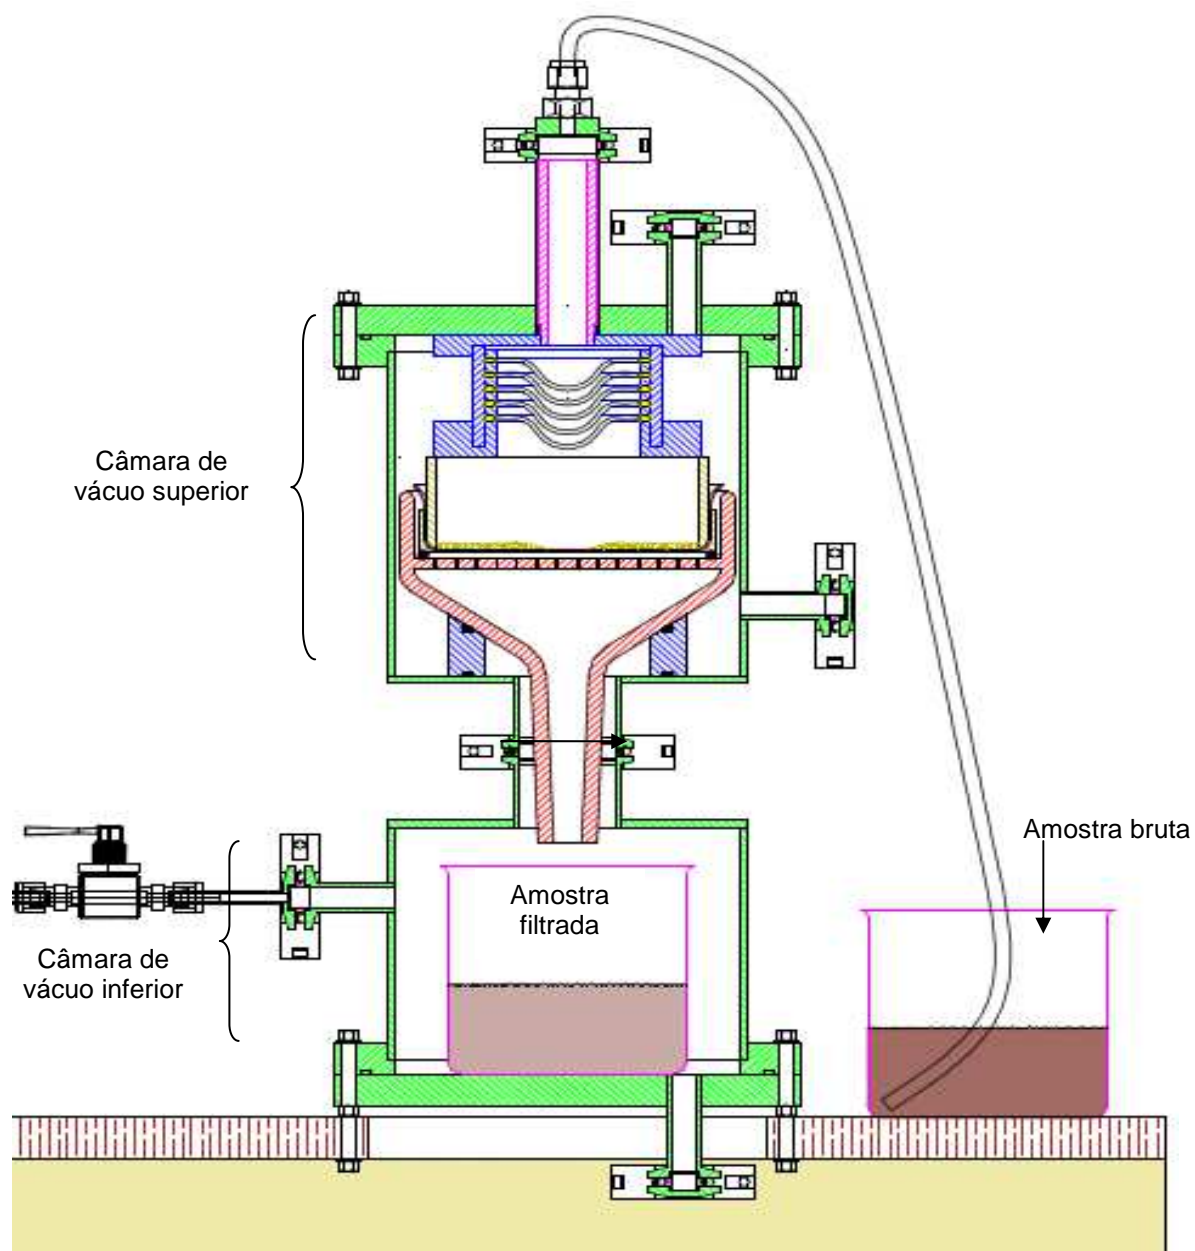 Câmara de
vácuo superior
Amostra bruta
Amostra
filtrada
Câmara de
vácuo inferior